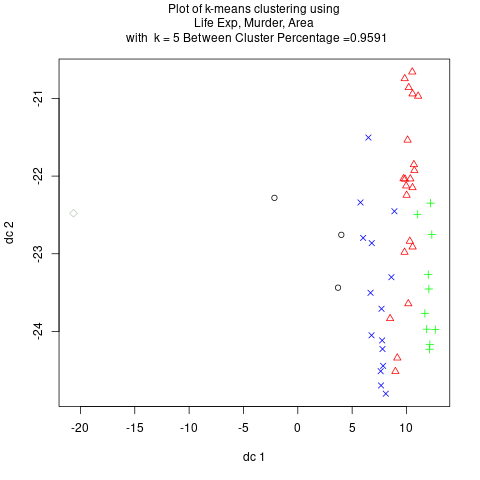 Plot of k-means clustering using
Life Exp, Murder, Area
with  k = 5 Between Cluster Percentage =0.9591
-21
-22
-23
-24
dc 2
-20
-15
-10
-5
0
5
10
dc 1